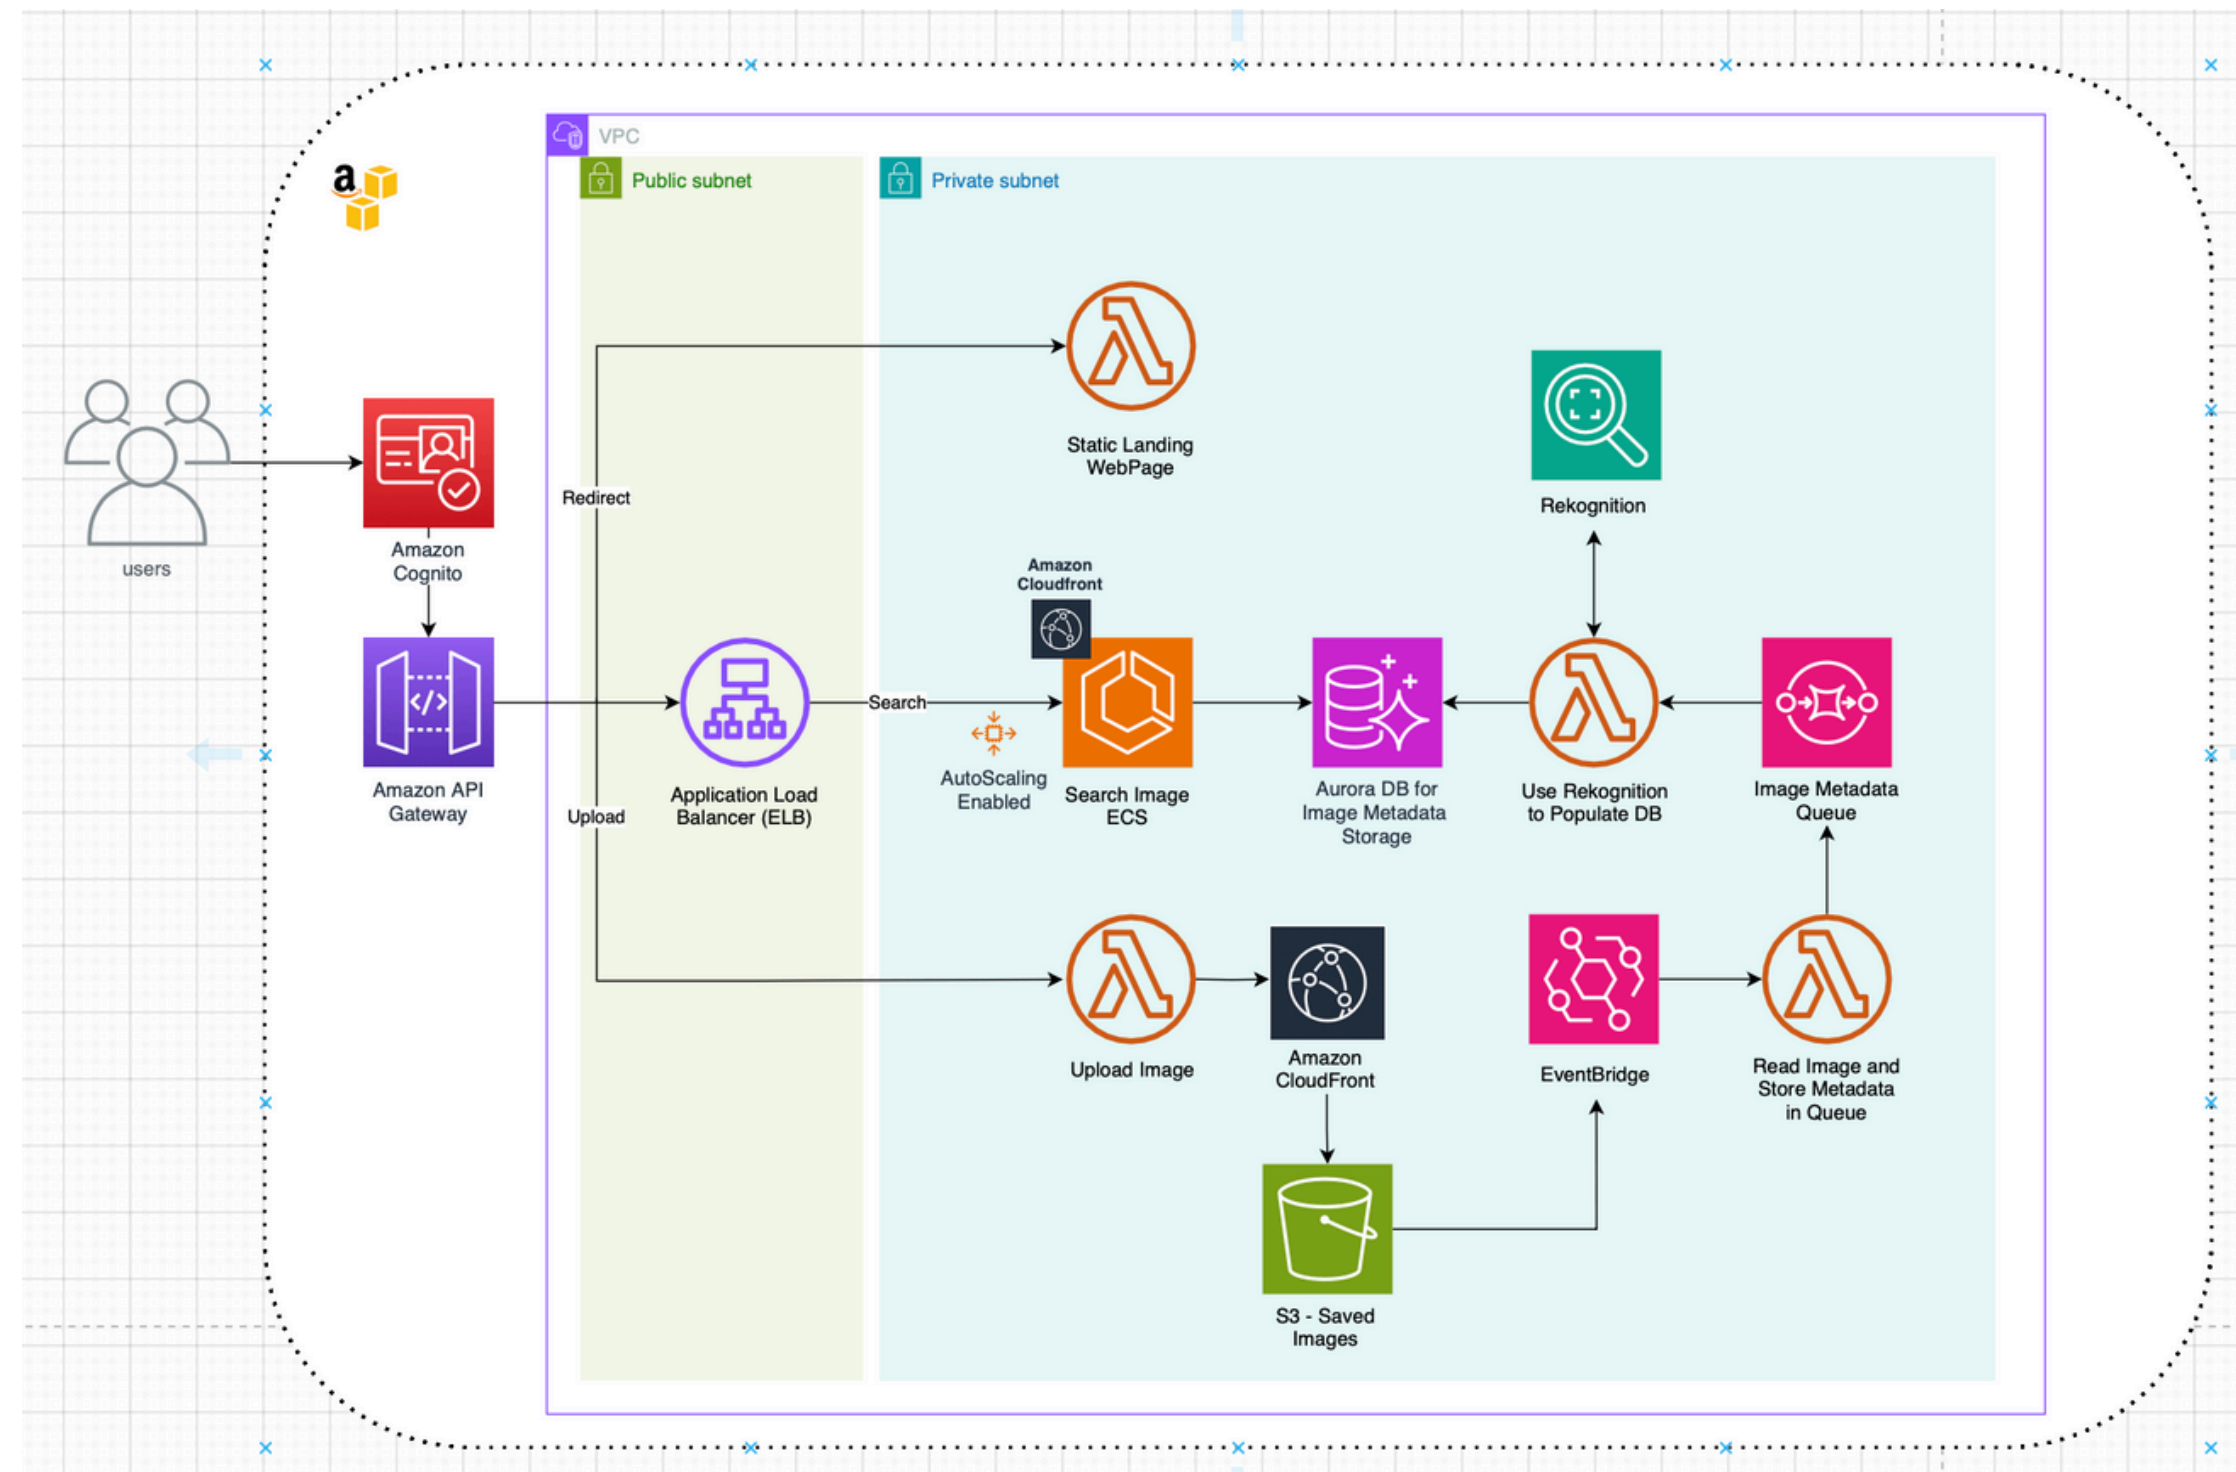 VPC
Public subnet
Private subnet
a
Static Landing
WebPage
Redirect
Rekognition
users
Amazon
Cognito
Amazon
Cloudfront
Search
AutoScaling
Enabled
Amazon API
Gateway
Upload
Application Load
Balancer (ELB)
Search Image
ECS
Aurora DB for
Image Metadata
Storage
Use Rekognition
to Populate DB
Image Metadata
Queue
Upload Image
Amazon
CloudFront
EventBridge
Read Image and
Store Metadata
in Queue
S3 - Saved
Images